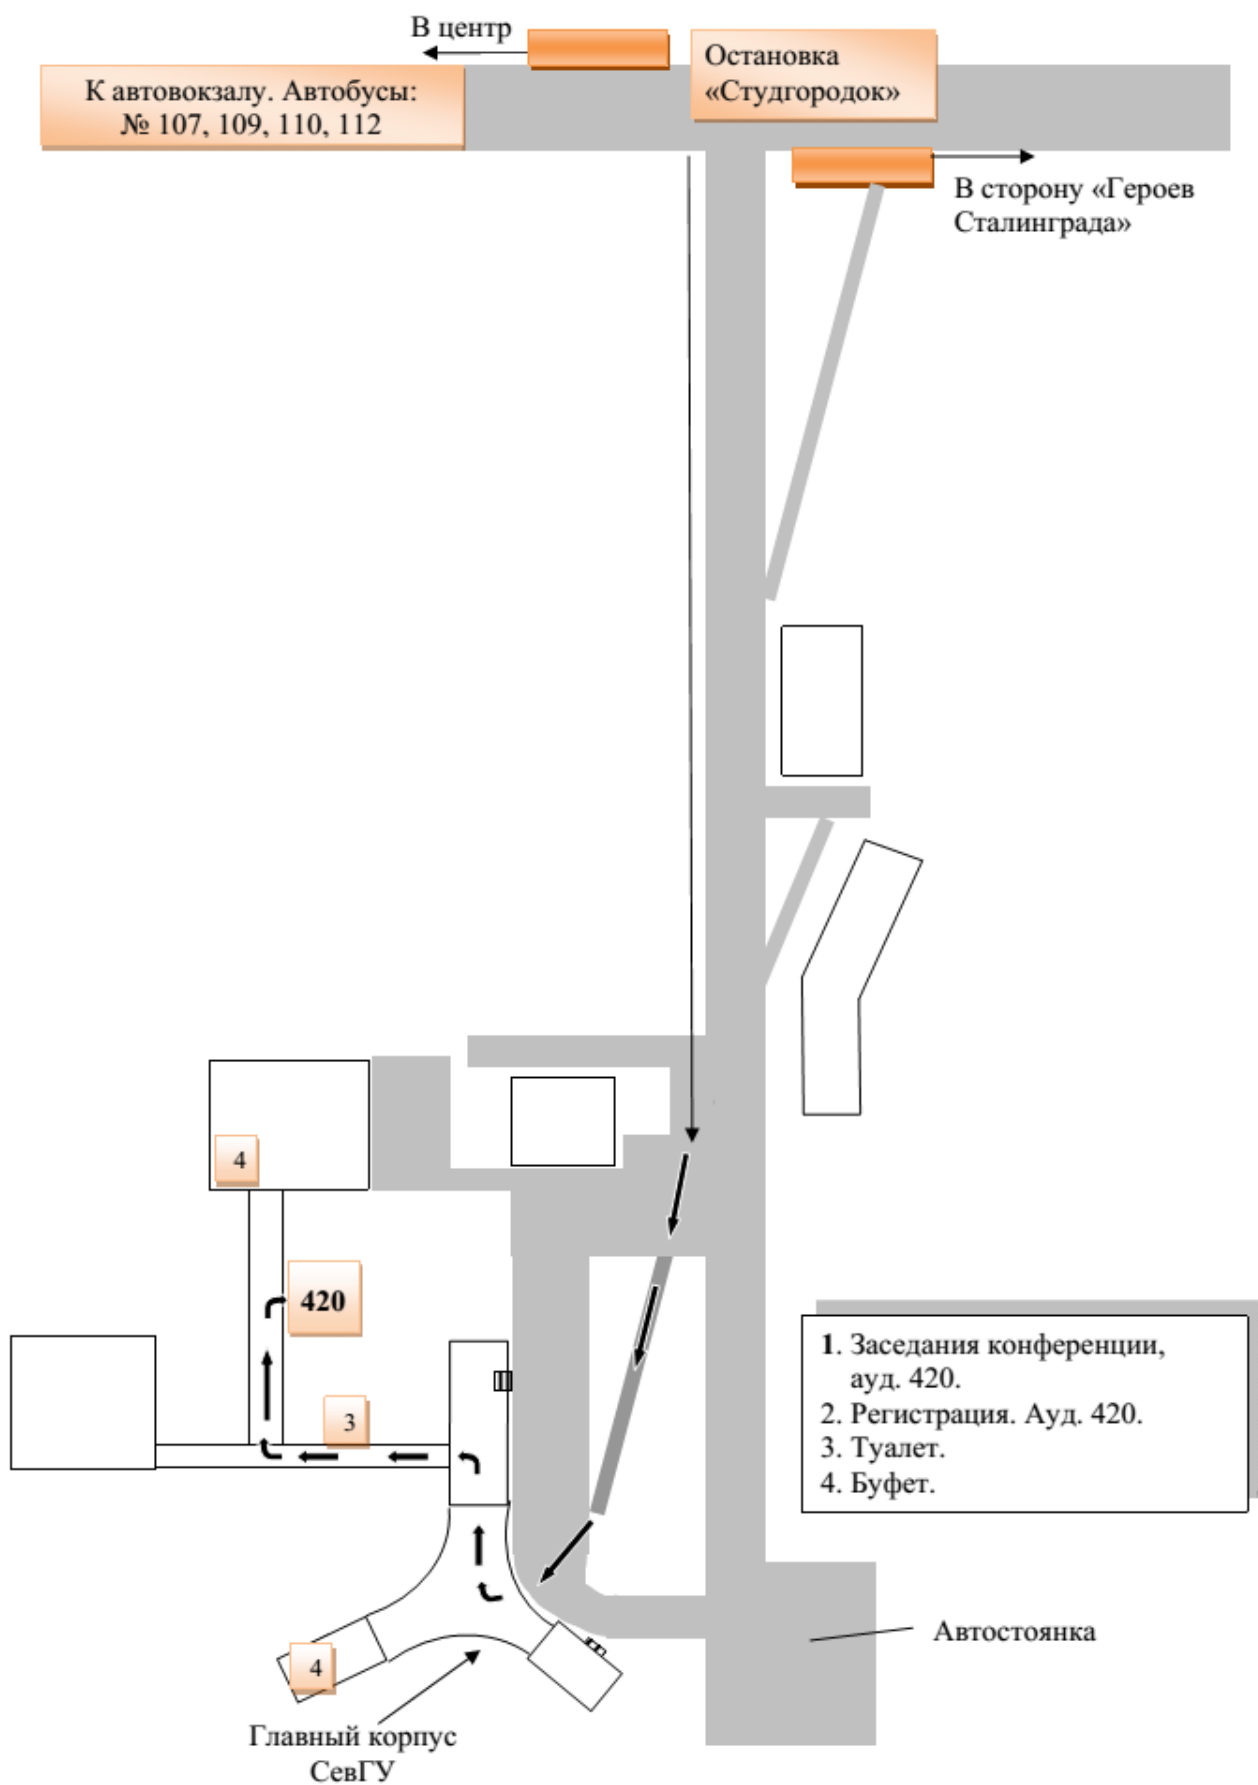 В центр
Остановка
«Студгородок»
К автовокзалу. Автобусы:
№ 107, 109, 110, 112
В сторону «Героев
Сталинграда»
4
420
3
1. Заседания конференции,
ауд. 420.
2. Регистрация. Ауд. 420.
3. Туалет.
4. Буфет.
Автостоянка
4
Главный корпус
СевГУ